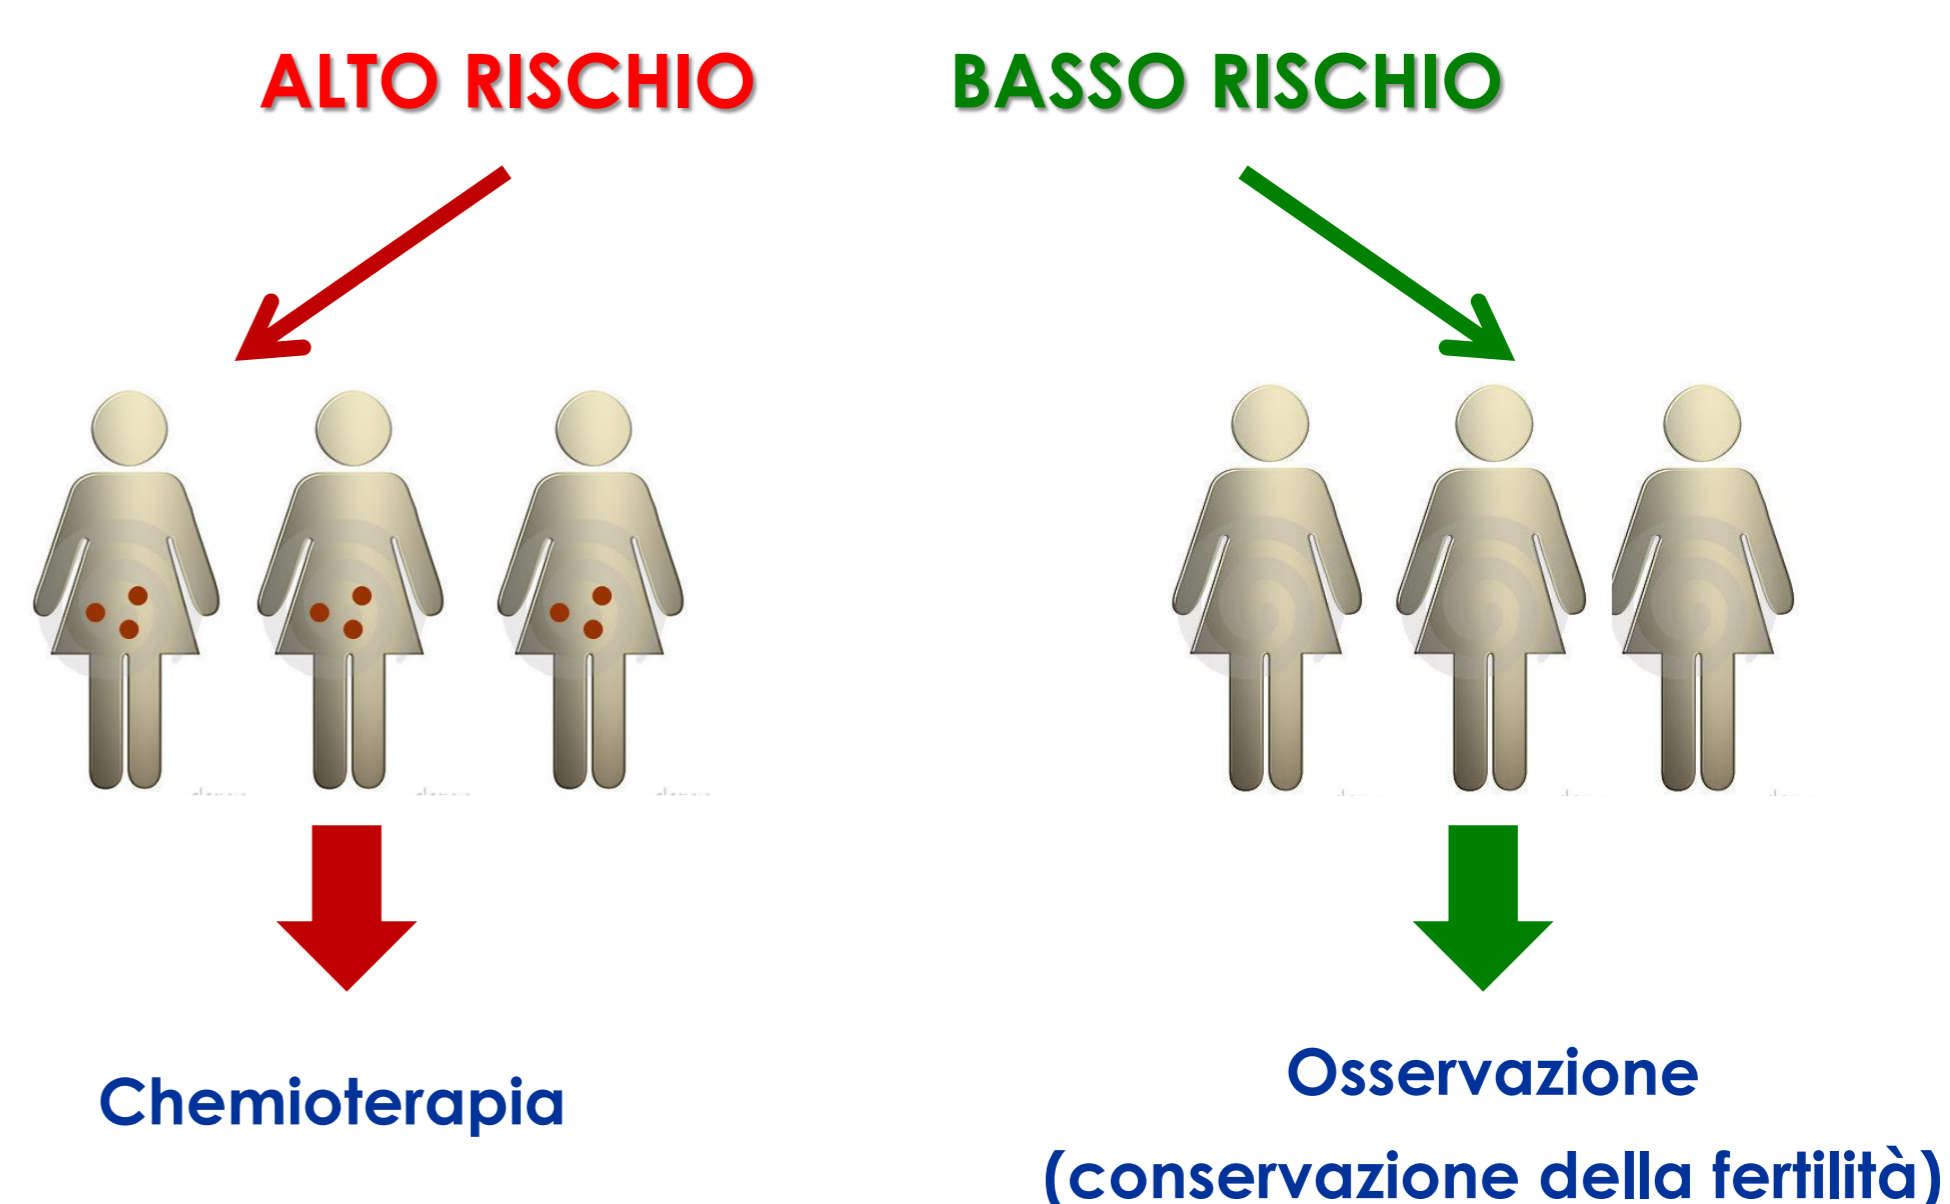 ALTO RISCHIO
BASSO RISCHIO
Chemioterapia
Osservazione
(conservazione della fertilità)